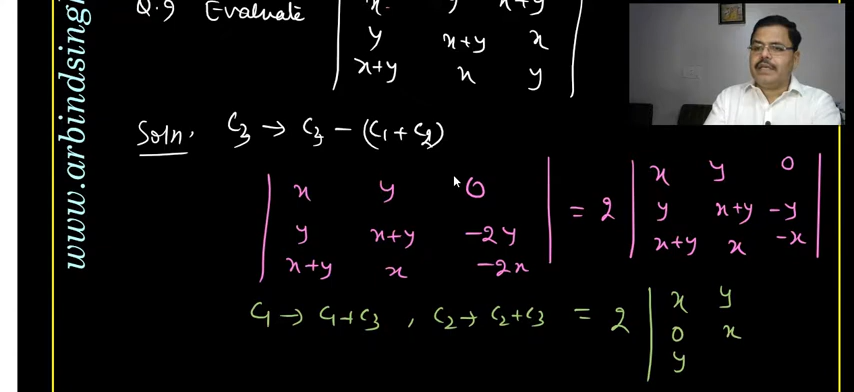 www.arbindsingh
Q.9 Evaluate
x y x+y
y x+y x
x+y x y
Soln. C₃ → C₃ - (C₁ + C₂)
x y 0
y x+y -2y
x+y x -2x
= 2
x y 0
y x+y -y
x+y x -x
C₁ → C₁+C₃ , C₂ → C₂+C₃ = 2
x y
0 x
y